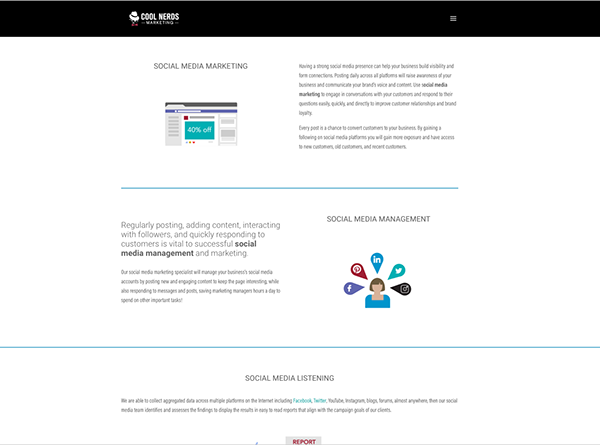 COOL NERDS
MARKETING
SOCIAL MEDIA MARKETING
40% off
Having a strong social media presence can help your business build visibility and
form connections. Posting daily across all platforms will raise awareness of your
business and communicate your brand's voice and content. Use social media
marketing to engage in conversations with your customers and respond to their
questions easily, quickly, and directly to improve customer relationships and brand
loyalty.
Every post is a chance to convert customers to your business. By gaining a
following on social media platforms you will gain more exposure and have access
to new customers, old customers, and recent customers.
Regularly posting, adding content, interacting
with followers, and quickly responding to
customers is vital to successful social
media management and marketing.
Our social media marketing specialist will manage your business's social media
accounts by posting new and engaging content to keep the page interesting, while
also responding to messages and posts, saving marketing managers hours a day to
spend on other important tasks!
SOCIAL MEDIA MANAGEMENT
in
f
SOCIAL MEDIA LISTENING
We are able to collect aggregated data across multiple platforms on the Internet including Facebook, Twitter, YouTube, Instagram, blogs, forums, almost anywhere, then our social
media team identifies and assesses the findings to display the results in easy to read reports that align with the campaign goals of our clients.
REPORT